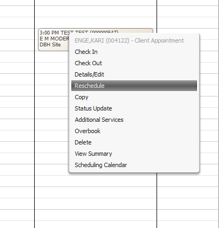 3:00 PM TEST TEST (000000947)
E M MODER
DBH Site
ENGE,KARI (004122) - Client Appointment
Check In
Check Out
Details/Edit
Reschedule
Copy
Status Update
Additional Services
Overbook
Delete
View Summary
Scheduling Calendar